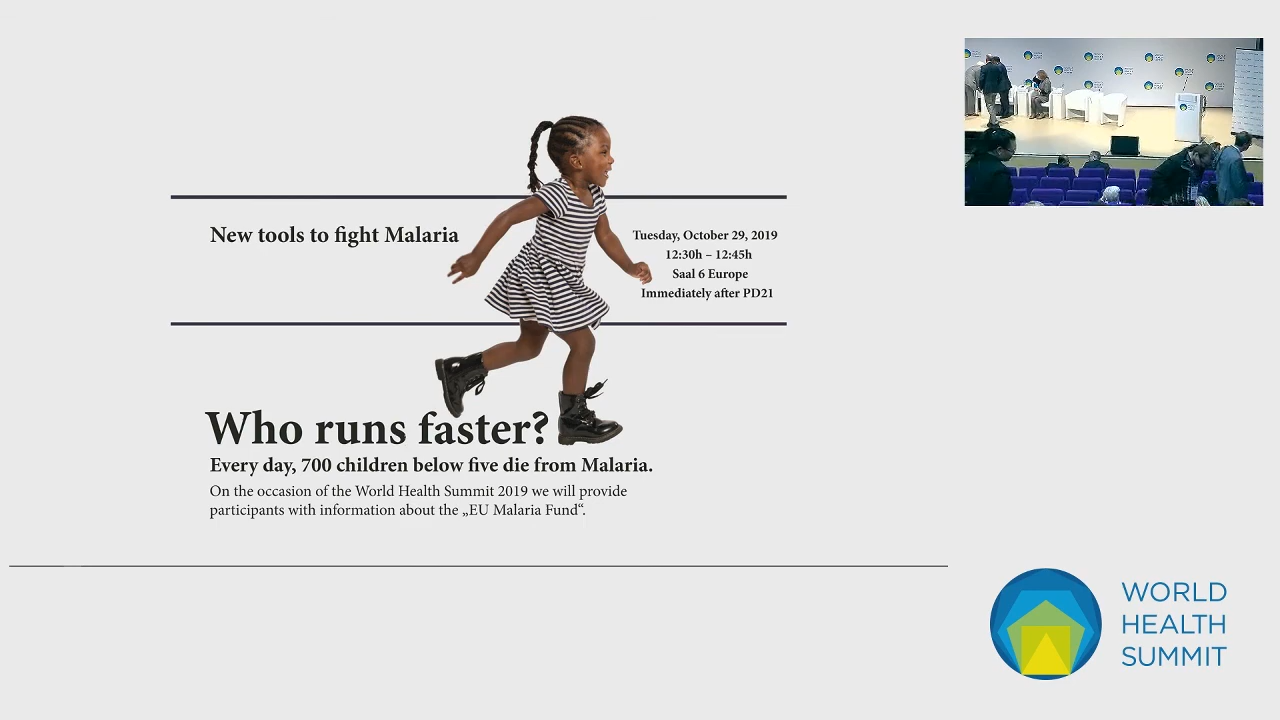 New tools to fight Malaria
Tuesday, October 29, 2019
12:30h – 12:45h
Saal 6 Europe
Immediately after PD21
Who runs faster?
Every day, 700 children below five die from Malaria.
On the occasion of the World Health Summit 2019 we will provide
participants with information about the „EU Malaria Fund“.
WORLD
HEALTH
SUMMIT